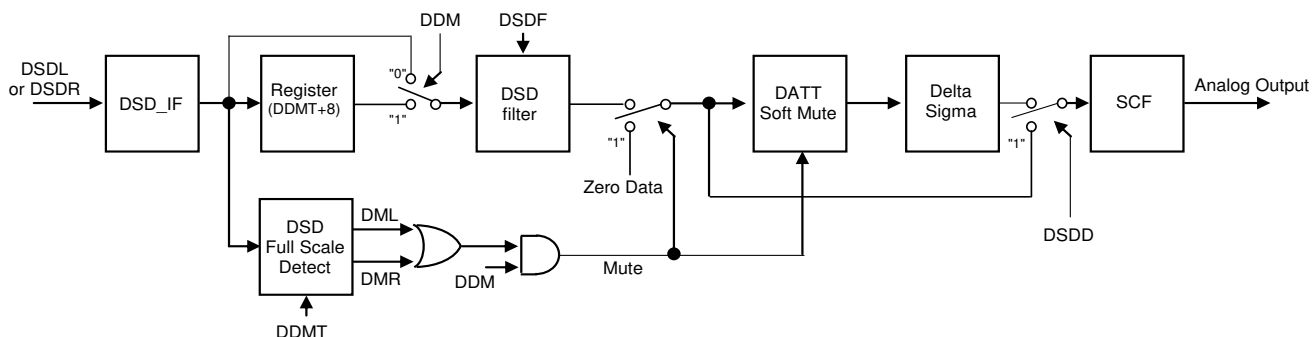 DDM
DSDF
DSDL
or DSDR
DSD_IF
Register
(DDMT+8)
"0"
"1"
DSD
filter
"1"
Zero Data
DATT
Soft Mute
Delta
Sigma
"1"
SCF
Analog Output
DSD
Full Scale
Detect
DML
DMR
DDM
Mute
DSDD
DDMT